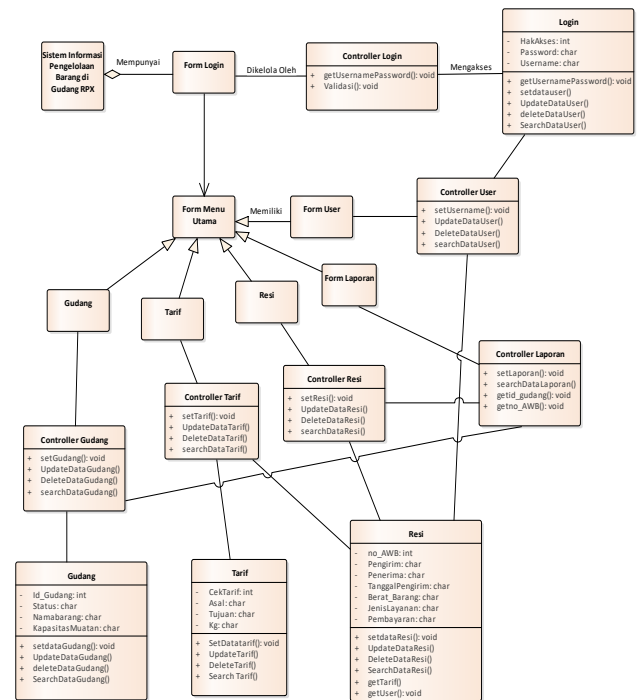 Login
- HakAkses: int
- Password: char
- Username: char
+ getUsernamePassword(): void
+ setdatauser()
+ UpdateDataUser()
+ deleteDataUser()
+ SearchDataUser()
Sistem Informasi
Pengelolaan
Barang di
Gudang RPX
Mempunyai
Form Login
Dikelola Oleh
Controller Login
+ getUsernamePassword(): void
+ Validasi(): void
Mengakses
Form Menu
Utama
Memiliki
Form User
Controller User
+ setUsername(): void
+ UpdateDataUser()
+ DeleteDataUser()
+ searchDataUser()
Gudang
Tarif
Resi
Form Laporan
Controller Laporan
+ setLaporan(): void
+ searchDataLaporan()
+ getid_gudang()
+ getno_AWB(): void
Controller Resi
+ setResi(): void
+ UpdateDataResi()
+ DeleteDataResi()
+ searchDataResi()
Controller Tarif
+ setTarif(): void
+ UpdateDataTarif()
+ DeleteDataTarif()
+ searchDataTarif()
Controller Gudang
+ setGudang(): void
+ UpdateDataGudang()
+ DeleteDataGudang()
+ searchDataGudang()
Gudang
- Id_Gudang: int
- Status: char
- Namabarang: char
- KapasitasMuatan: char
+ setdataGudang(): void
+ UpdateDataGudang()
+ deleteDataGudang()
+ SearchDataGudang()
Tarif
- CekTarif: int
- Asal: char
- Tujuan: char
- Kg: char
+ SetDatatarif(): void
+ UpdateTarif()
+ DeleteTarif()
+ Search Tarif()
Resi
- no_AWB: int
- Pengirim: char
- Penerima: char
- TanggalPengirim: char
- Berat_Barang: char
- JenisLayanan: char
- Pembayaran: char
+ setdataResi(): void
+ UpdateDataResi()
+ DeleteDataResi()
+ SearchDataResi()
+ getTarif()
+ getUser(): void